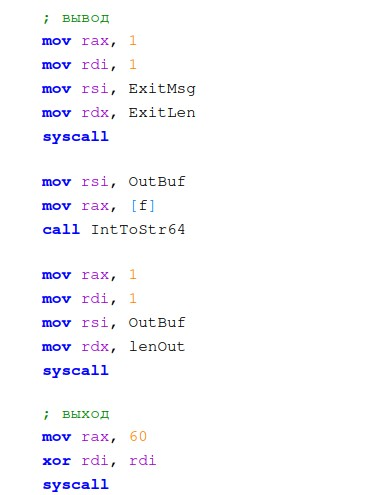 ; вывод
mov rax, 1
mov rdi, 1
mov rsi, ExitMsg
mov rdx, ExitLen
syscall
mov rsi, OutBuf
mov rax, [f]
call IntToStr64
mov rax, 1
mov rdi, 1
mov rsi, OutBuf
mov rdx, lenOut
syscall
; выход
mov rax, 60
xor rdi, rdi
syscall